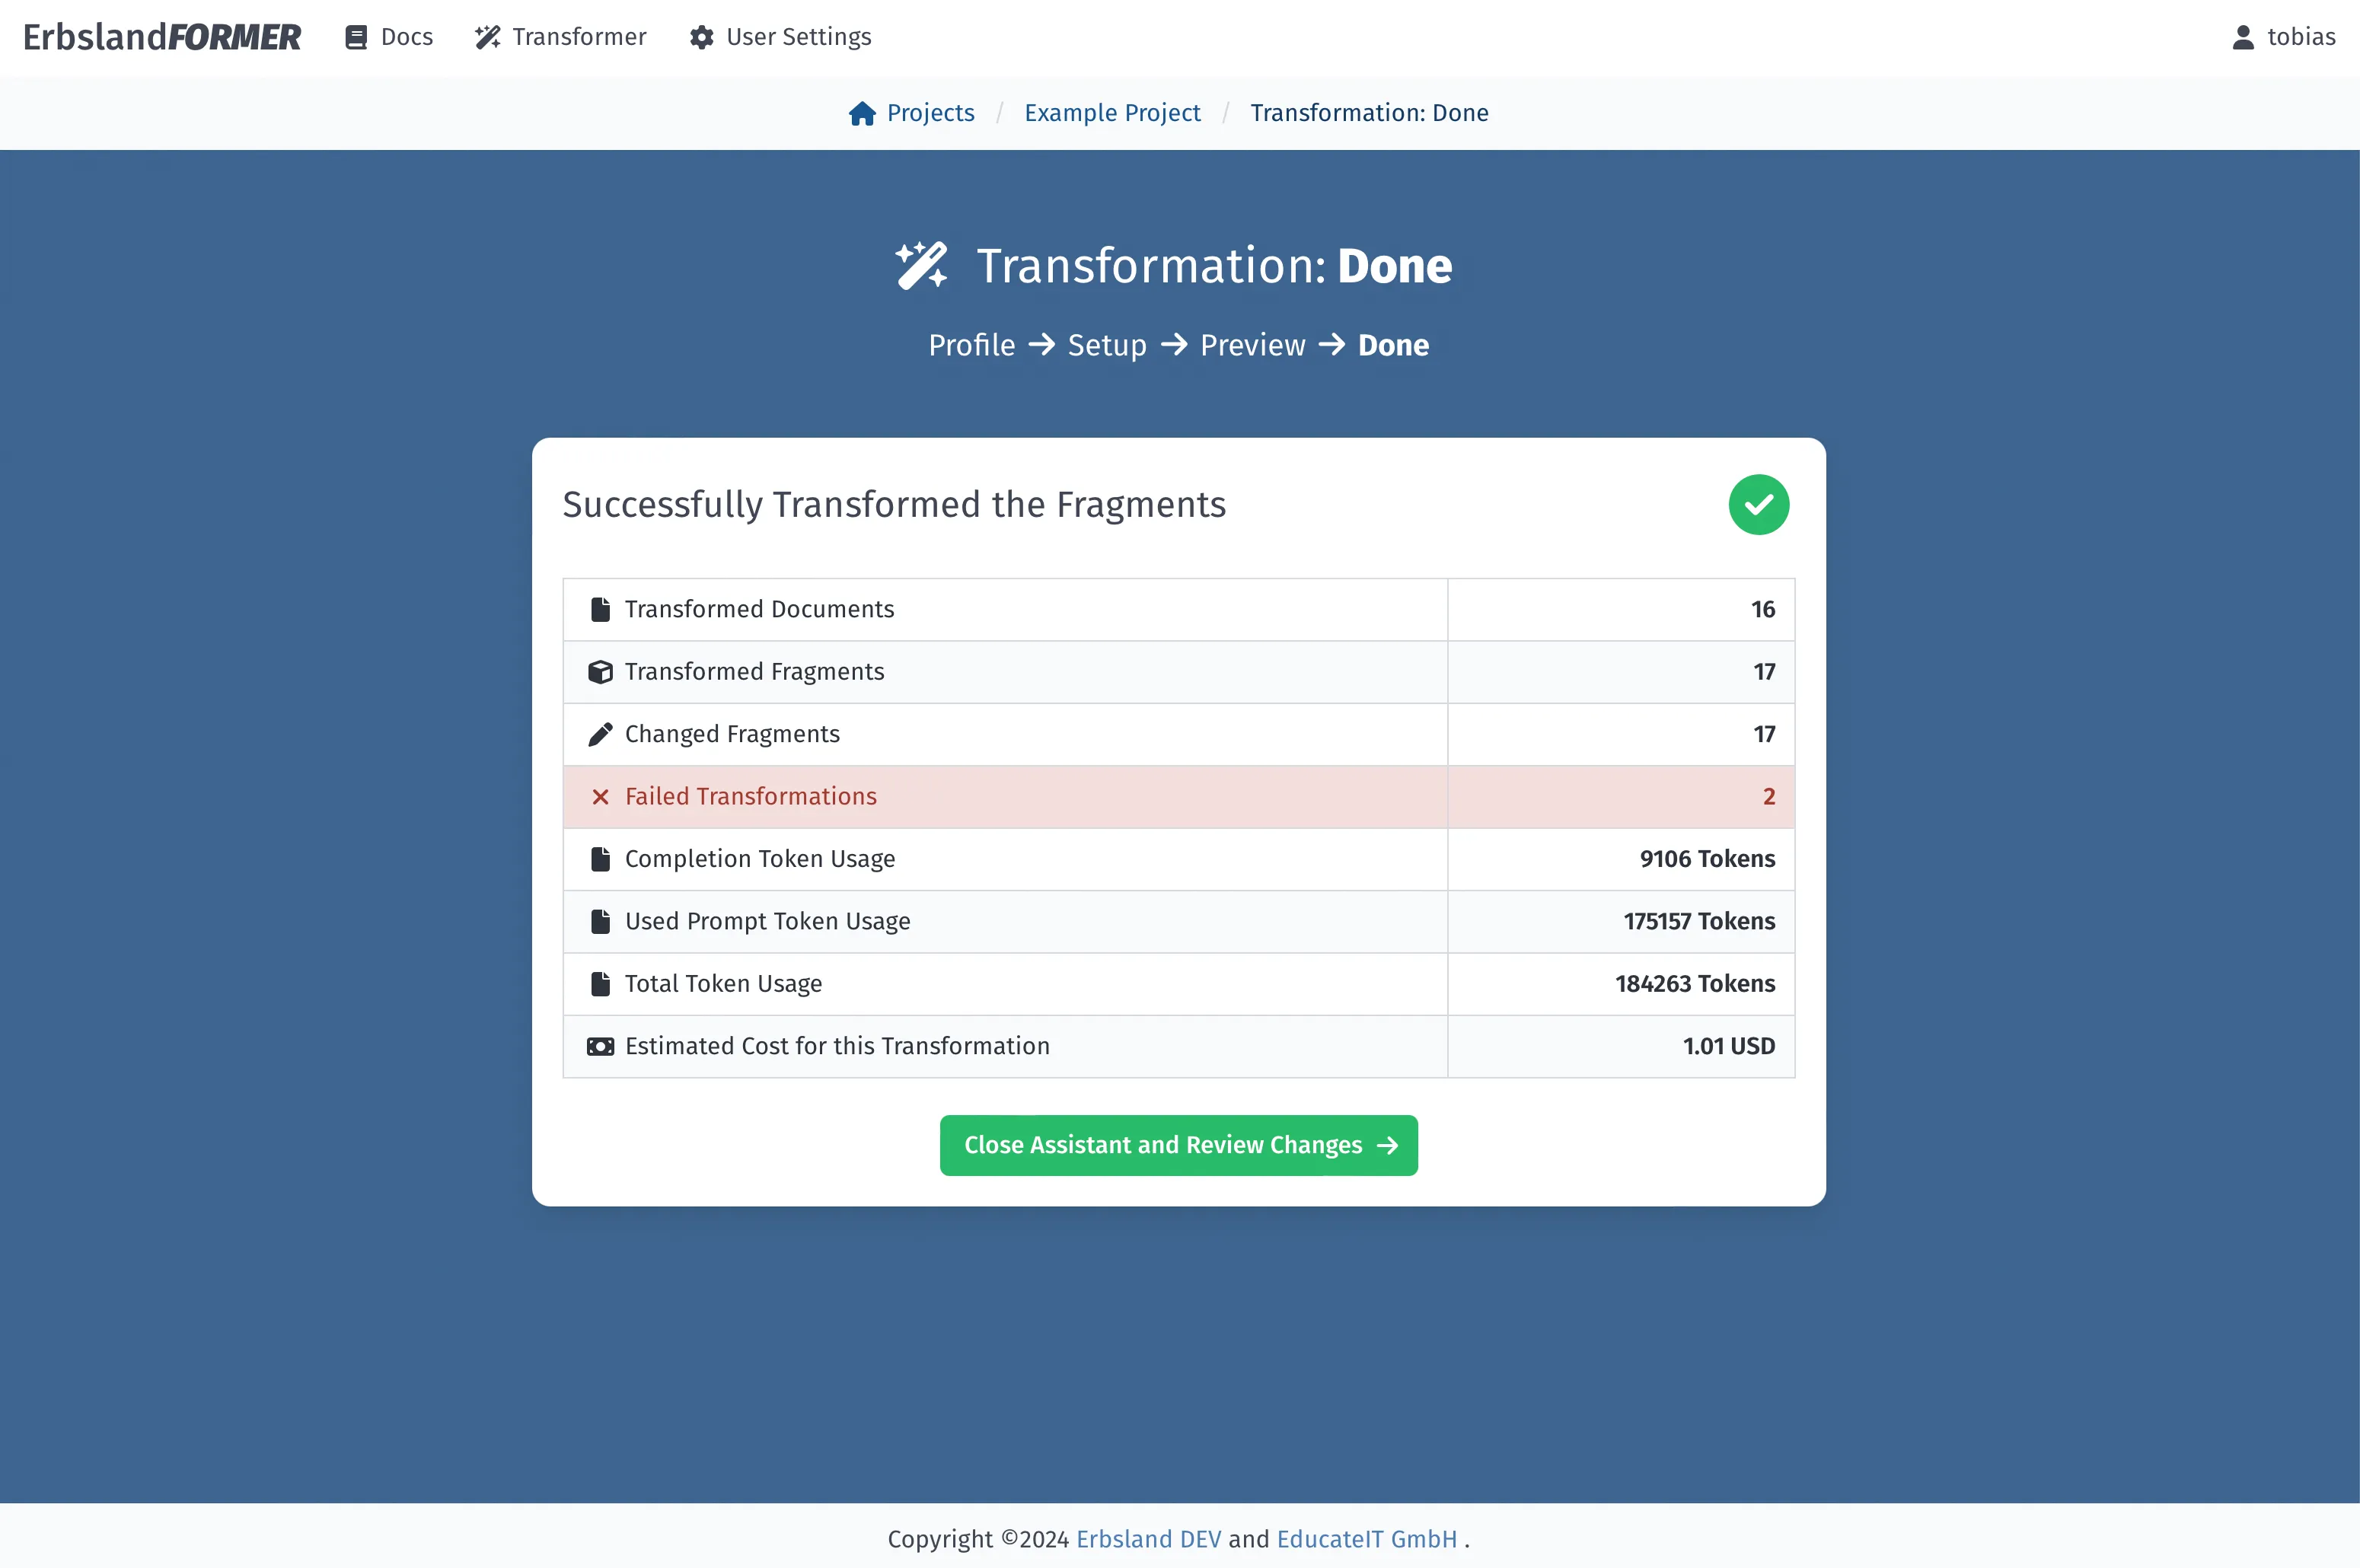 ErbslandFORMER Docs Transformer User Settings tobias
Projects / Example Project / Transformation: Done
Transformation: Done
Profile → Setup → Preview → Done
Successfully Transformed the Fragments
Transformed Documents 16
Transformed Fragments 17
Changed Fragments 17
Failed Transformations 2
Completion Token Usage 9106 Tokens
Used Prompt Token Usage 175157 Tokens
Total Token Usage 184263 Tokens
Estimated Cost for this Transformation 1.01 USD
Close Assistant and Review Changes →
Copyright ©2024 Erbsland DEV and EducateIT GmbH .